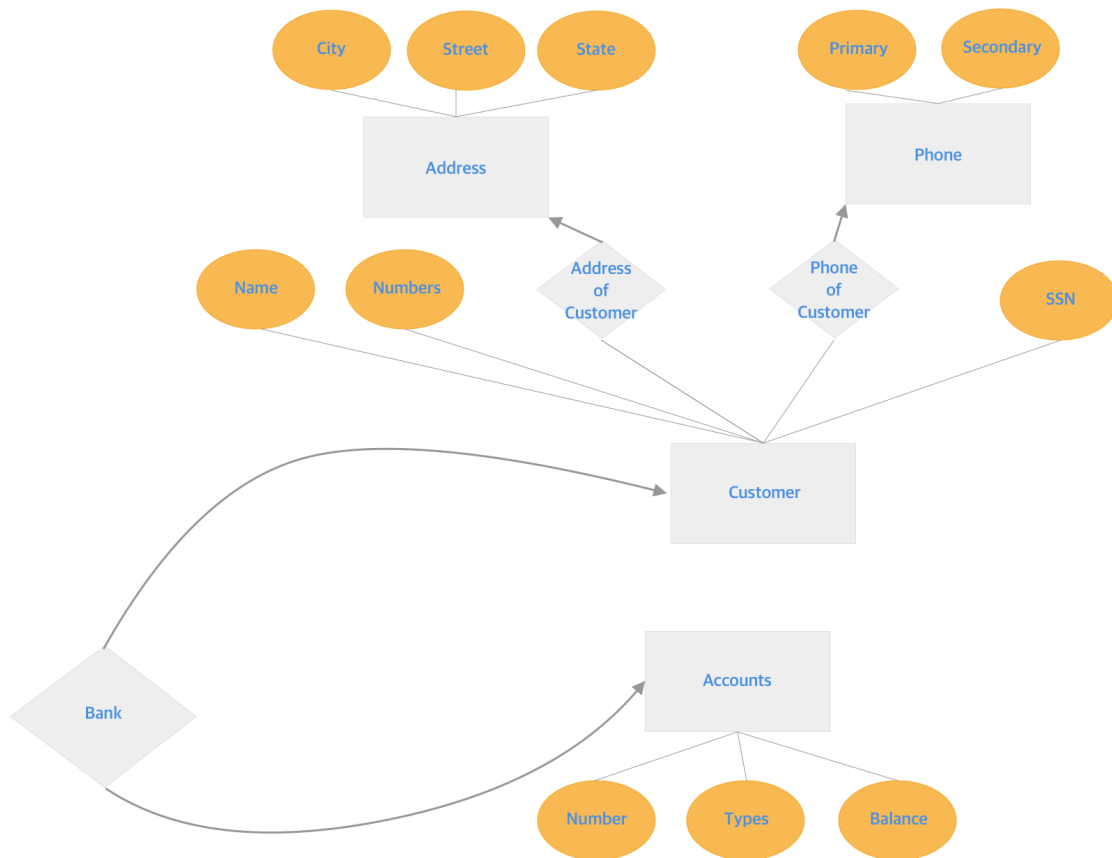 City
Street
State
Primary
Secondary
Address
Phone
Name
Numbers
Address
of
Customer
Phone
of
Customer
SSN
Customer
Accounts
Bank
Number
Types
Balance